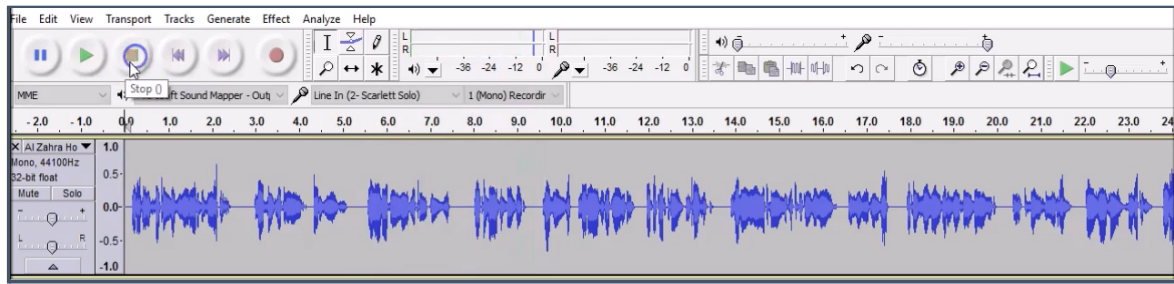 File Edit View Transport Tracks Generate Effect Analyze Help
L R L R
-36 -24 -12 0 -36 -24 -12 0
Stop ()
MME ft Sound Mapper - Outp Line In (2- Scarlett Solo) 1 (Mono) Recordir
- 2.0 - 1.0 0.0 1.0 2.0 3.0 4.0 5.0 6.0 7.0 8.0 9.0 10.0 11.0 12.0 13.0 14.0 15.0 16.0 17.0 18.0 19.0 20.0 21.0 22.0 23.0 24
X Al Zahra Ho 1.0
Mono, 44100Hz
32-bit float 0.5-
Mute Solo
- + 0.0-
L R -0.5-
-1.0